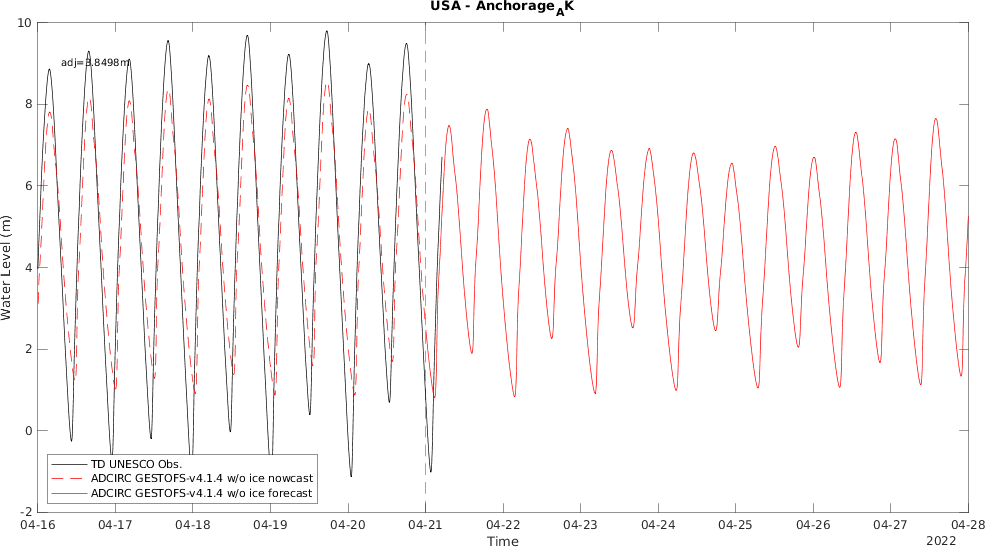 USA - Anchorage_AK
adj=3.8498m
10
8
6
4
2
0
-2
Water Level (m)
TD UNESCO Obs.
ADCIRC GESTOFS-v4.1.4 w/o ice nowcast
ADCIRC GESTOFS-v4.1.4 w/o ice forecast
04-16 04-17 04-18 04-19 04-20 04-21 04-22 04-23 04-24 04-25 04-26 04-27 04-28
Time
2022